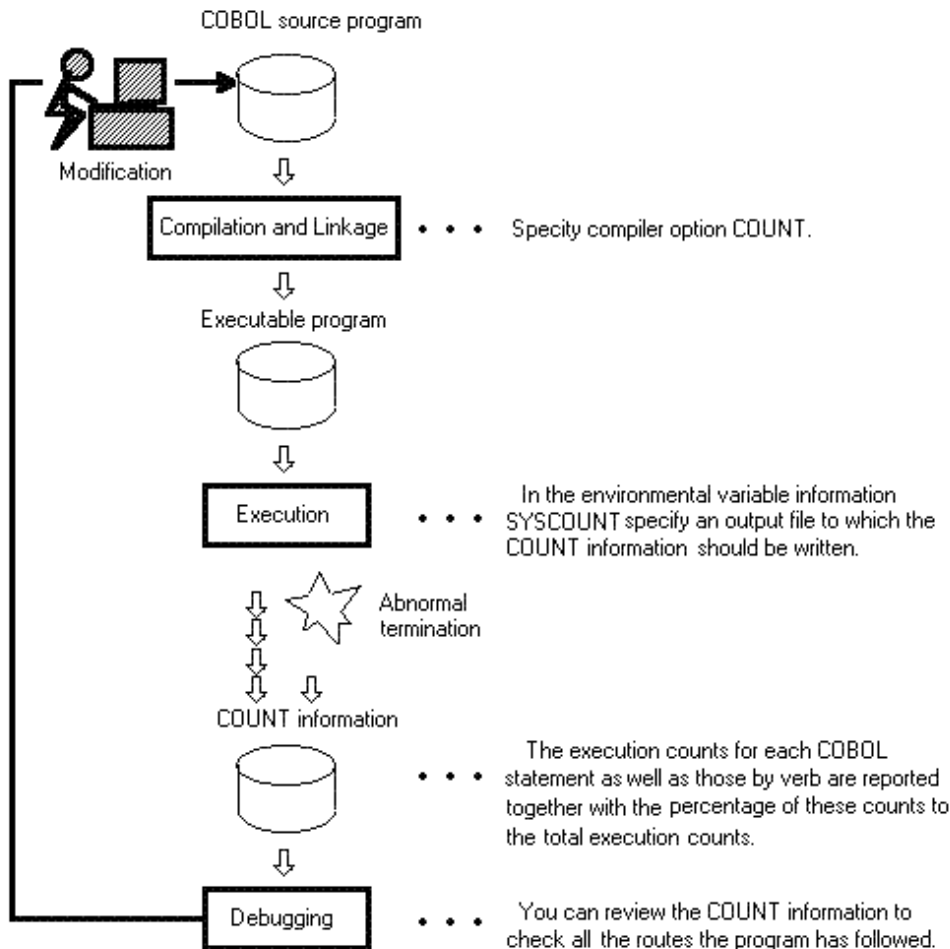 COBOL source program
Modification
Compilation and Linkage
Specity compiler option COUNT.
Executable program
Execution
In the environmental variable information
SYSCOUNT specify an output file to which the
COUNT information should be written.
Abnormal
termination
COUNT information
The execution counts for each COBOL
statement as well as those by verb are reported
together with the percentage of these counts to
the total execution counts.
Debugging
You can review the COUNT information to
check all the routes the program has followed.